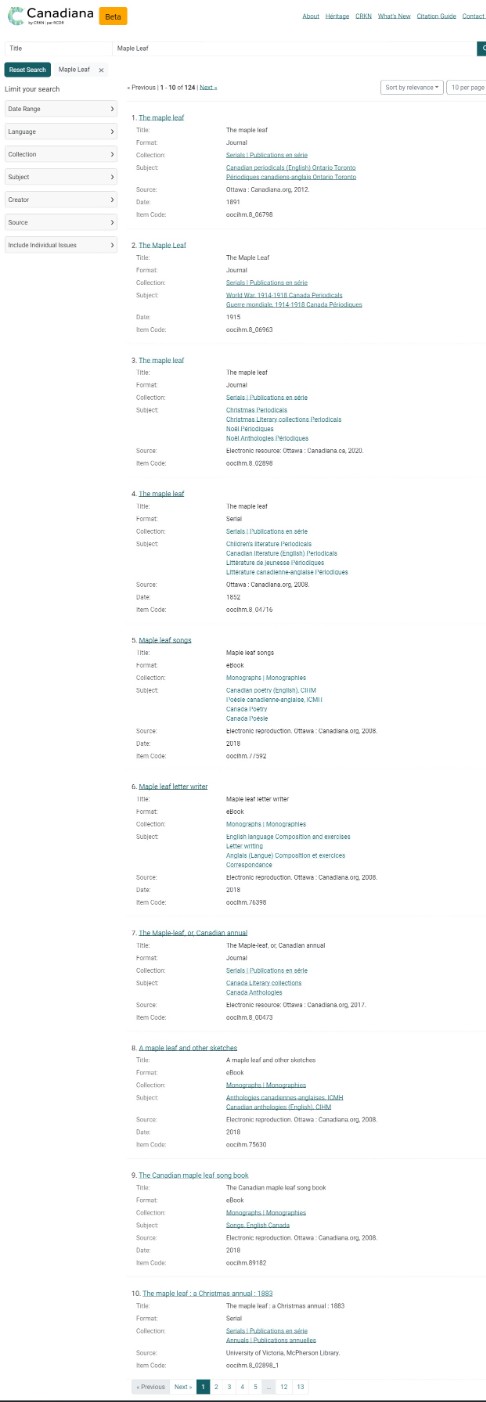 Canadiana
by CRKN | par RCDR
Beta
About Héritage CRKN What's New Citation Guide Contact
Title Maple Leaf
Reset Search Maple Leaf ×
Limit your search
Date Range
Language
Collection
Subject
Creator
Source
Include Individual Issues
« Previous | 1 - 10 of 124 | Next »
Sort by relevance
10 per page
1. The maple leaf
Title: The maple leaf
Format: Journal
Collection: Serials | Publications en série
Subject: Canadian periodicals (English) Ontario Toronto
Périodiques canadiens-anglais Ontario Toronto
Source: Ottawa : Canadiana.org, 2012.
Date: 1891
Item Code: oocihm.8_06798
2. The Maple Leaf
Title: The Maple Leaf
Format: Journal
Collection: Serials | Publications en série
Subject: World War, 1914-1918 Canada Periodicals
Guerre mondiale, 1914-1918 Canada Périodiques
Date: 1915
Item Code: oocihm.8_06963
3. The maple leaf
Title: The maple leaf
Format: Journal
Collection: Serials | Publications en série
Subject: Christmas Periodicals
Christmas Literary collections Periodicals
Noël Périodiques
Noël Anthologies Périodiques
Source: Electronic resource: Ottawa : Canadiana.ca, 2020.
Item Code: oocihm.8_02898
4. The maple leaf
Title: The maple leaf
Format: Serial
Collection: Serials | Publications en série
Subject: Children's literature Periodicals
Canadian literature (English) Periodicals
Littérature de jeunesse Périodiques
Littérature canadienne-anglaise Périodiques
Source: Ottawa : Canadiana.org, 2008.
Date: 1852
Item Code: oocihm.8_04716
5. Maple leaf songs
Title: Maple leaf songs
Format: eBook
Collection: Monographs | Monographies
Subject: Canadian poetry (English), CIHM
Poésie canadienne-anglaise, ICMH
Canada Poetry
Canada Poésie
Source: Electronic reproduction. Ottawa : Canadiana.org, 2008.
Date: 2018
Item Code: oocihm.77592
6. Maple leaf letter writer
Title: Maple leaf letter writer
Format: eBook
Collection: Monographs | Monographies
Subject: English language Composition and exercises
Letter writing
Anglais (Langue) Composition et exercices
Correspondance
Source: Electronic reproduction. Ottawa : Canadiana.org, 2008.
Date: 2018
Item Code: oocihm.76398
7. The Maple-leaf, or, Canadian annual
Title: The Maple-leaf, or, Canadian annual
Format: Journal
Collection: Serials | Publications en série
Subject: Canada Literary collections
Canada Anthologies
Source: Electronic resource: Ottawa : Canadiana.org, 2017.
Item Code: oocihm.8_00473
8. A maple leaf and other sketches
Title: A maple leaf and other sketches
Format: eBook
Collection: Monographs | Monographies
Subject: Anthologies canadiennes-anglaises, ICMH
Canadian anthologies (English), CIHM
Source: Electronic reproduction. Ottawa : Canadiana.org, 2008.
Date: 2018
Item Code: oocihm.75630
9. The Canadian maple leaf song book
Title: The Canadian maple leaf song book
Format: eBook
Collection: Monographs | Monographies
Subject: Songs, English Canada
Source: Electronic reproduction. Ottawa : Canadiana.org, 2008.
Date: 2018
Item Code: oocihm.89182
10. The maple leaf : a Christmas annual : 1883
Title: The maple leaf : a Christmas annual : 1883
Format: Serial
Collection: Serials | Publications en série
Annuals | Publications annuelles
Source: University of Victoria, McPherson Library.
Item Code: oocihm.8_02898_1
« Previous Next » 1 2 3 4 5 ... 12 13